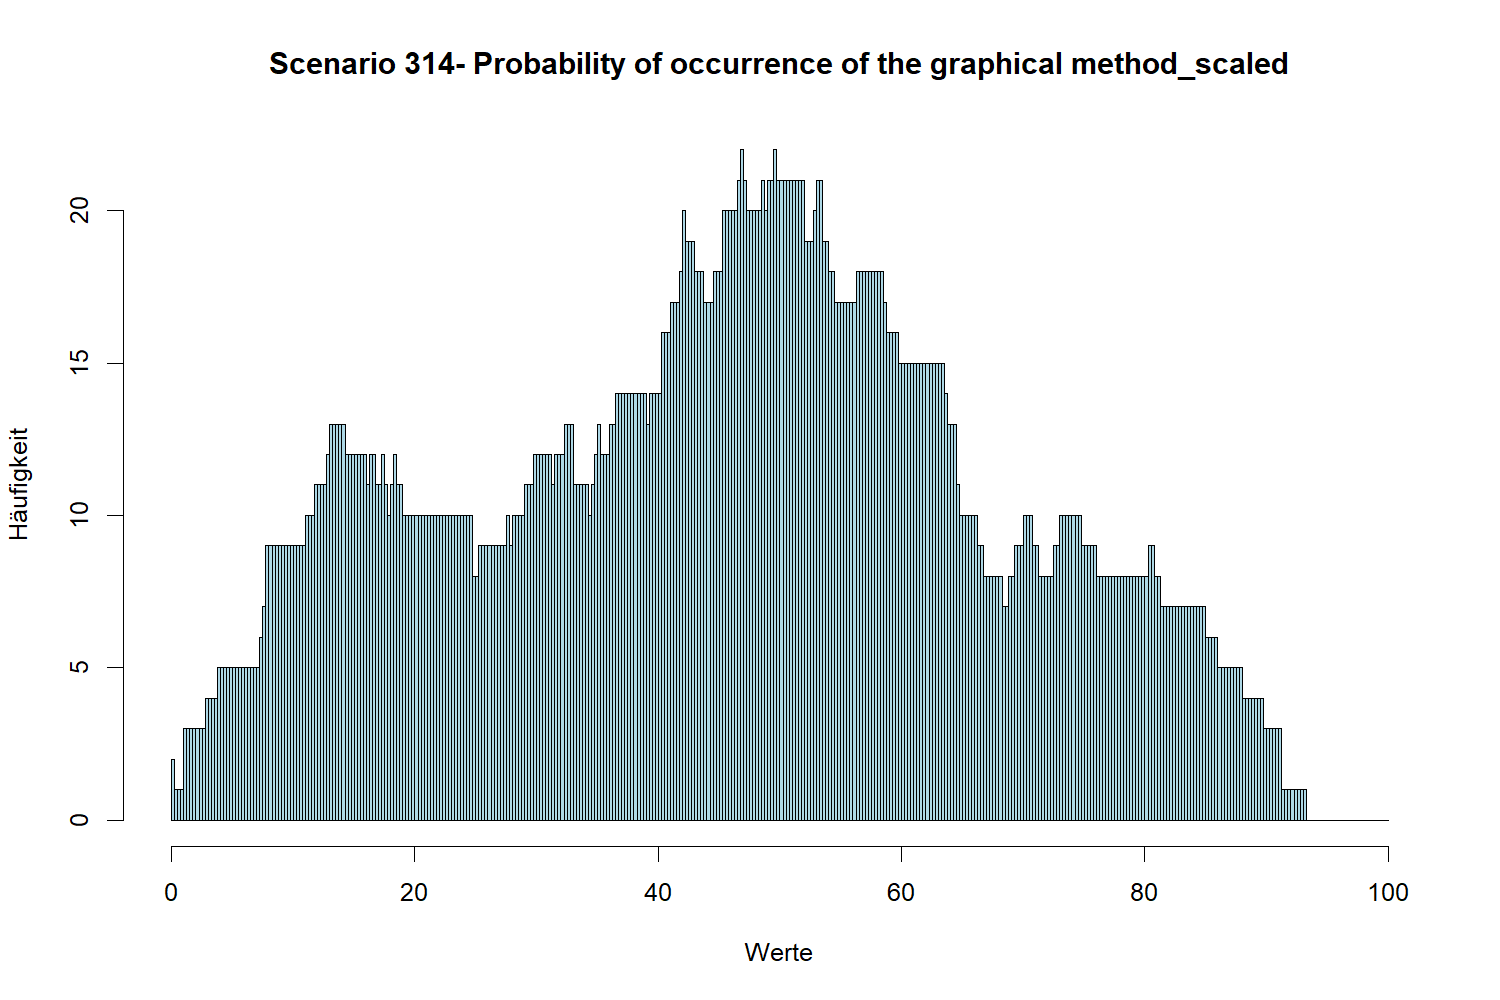 Scenario 314- Probability of occurrence of the graphical method_scaled
Häufigkeit
20
15
10
5
0
0 20 40 60 80 100
Werte